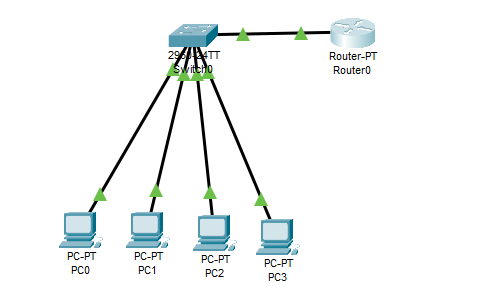 2960-24TT
Switch0
Router-PT
Router0
PC-PT
PC0
PC-PT
PC1
PC-PT
PC2
PC-PT
PC3